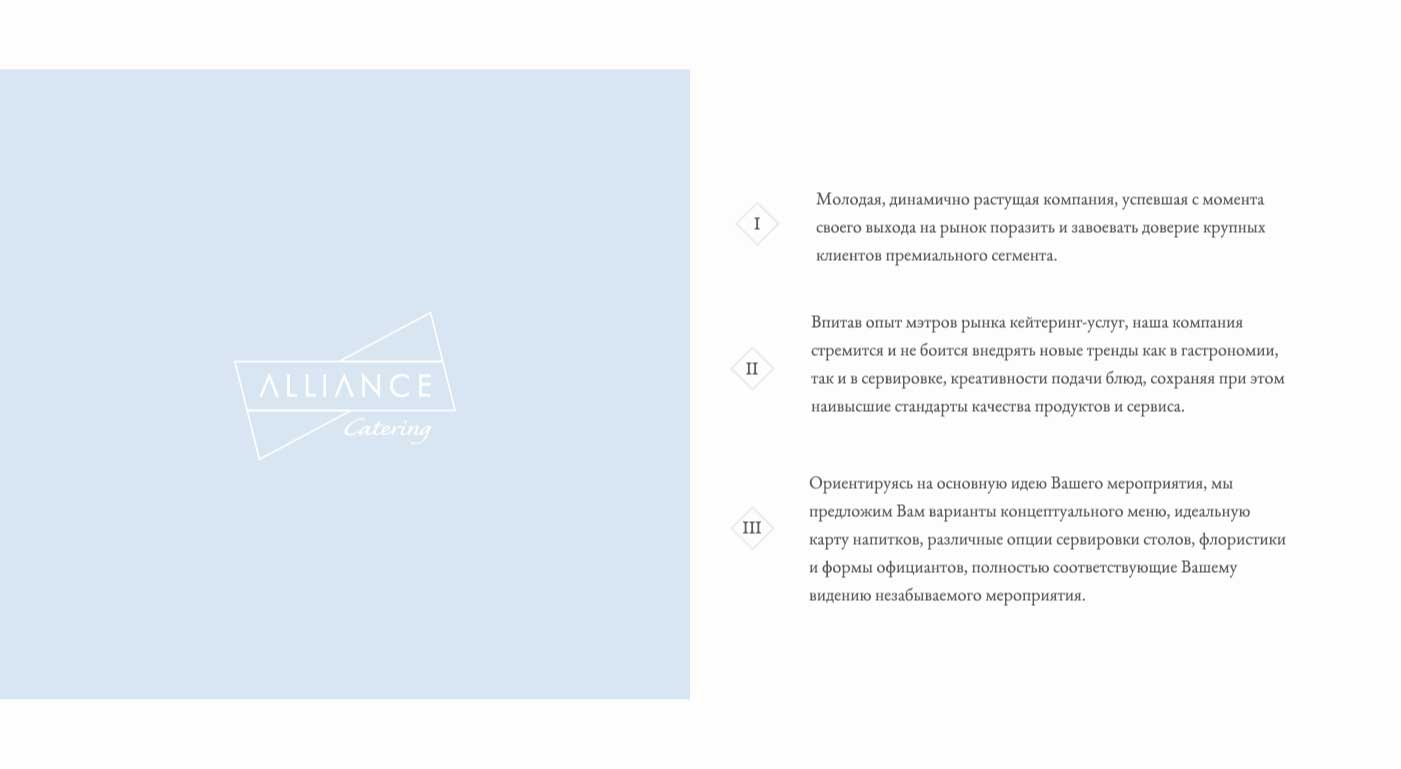 ALLIANCE
Catering
I
Молодая, динамично растущая компания, успевшая с момента
своего выхода на рынок поразить и завоевать доверие крупных
клиентов премиального сегмента.
II
Впитав опыт мэтров рынка кейтеринг-услуг, наша компания
стремится и не боится внедрять новые тренды как в гастрономии,
так и в сервировке, креативности подачи блюд, сохраняя при этом
наивысшие стандарты качества продуктов и сервиса.
III
Ориентируясь на основную идею Вашего мероприятия, мы
предложим Вам варианты концептуального меню, идеальную
карту напитков, различные опции сервировки столов, флористики
и формы официантов, полностью соответствующие Вашему
видению незабываемого мероприятия.